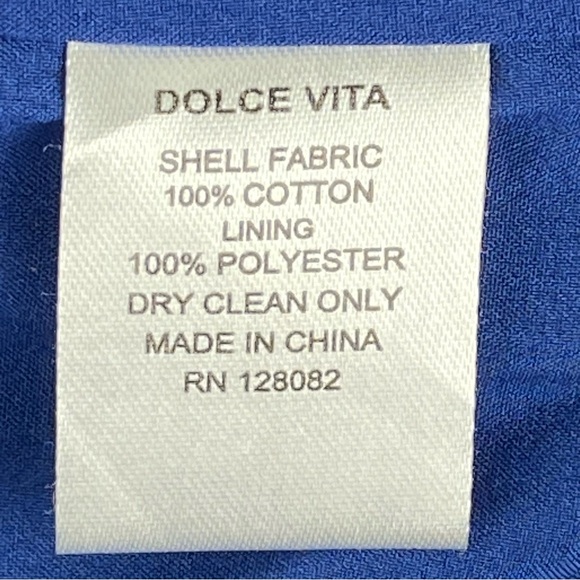 DOLCE VITA
SHELL FABRIC
100% COTTON
LINING
100% POLYESTER
DRY CLEAN ONLY
MADE IN CHINA
RN 128082